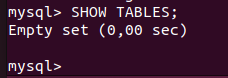 mysql> SHOW TABLES;
Empty set (0,00 sec)
mysql>